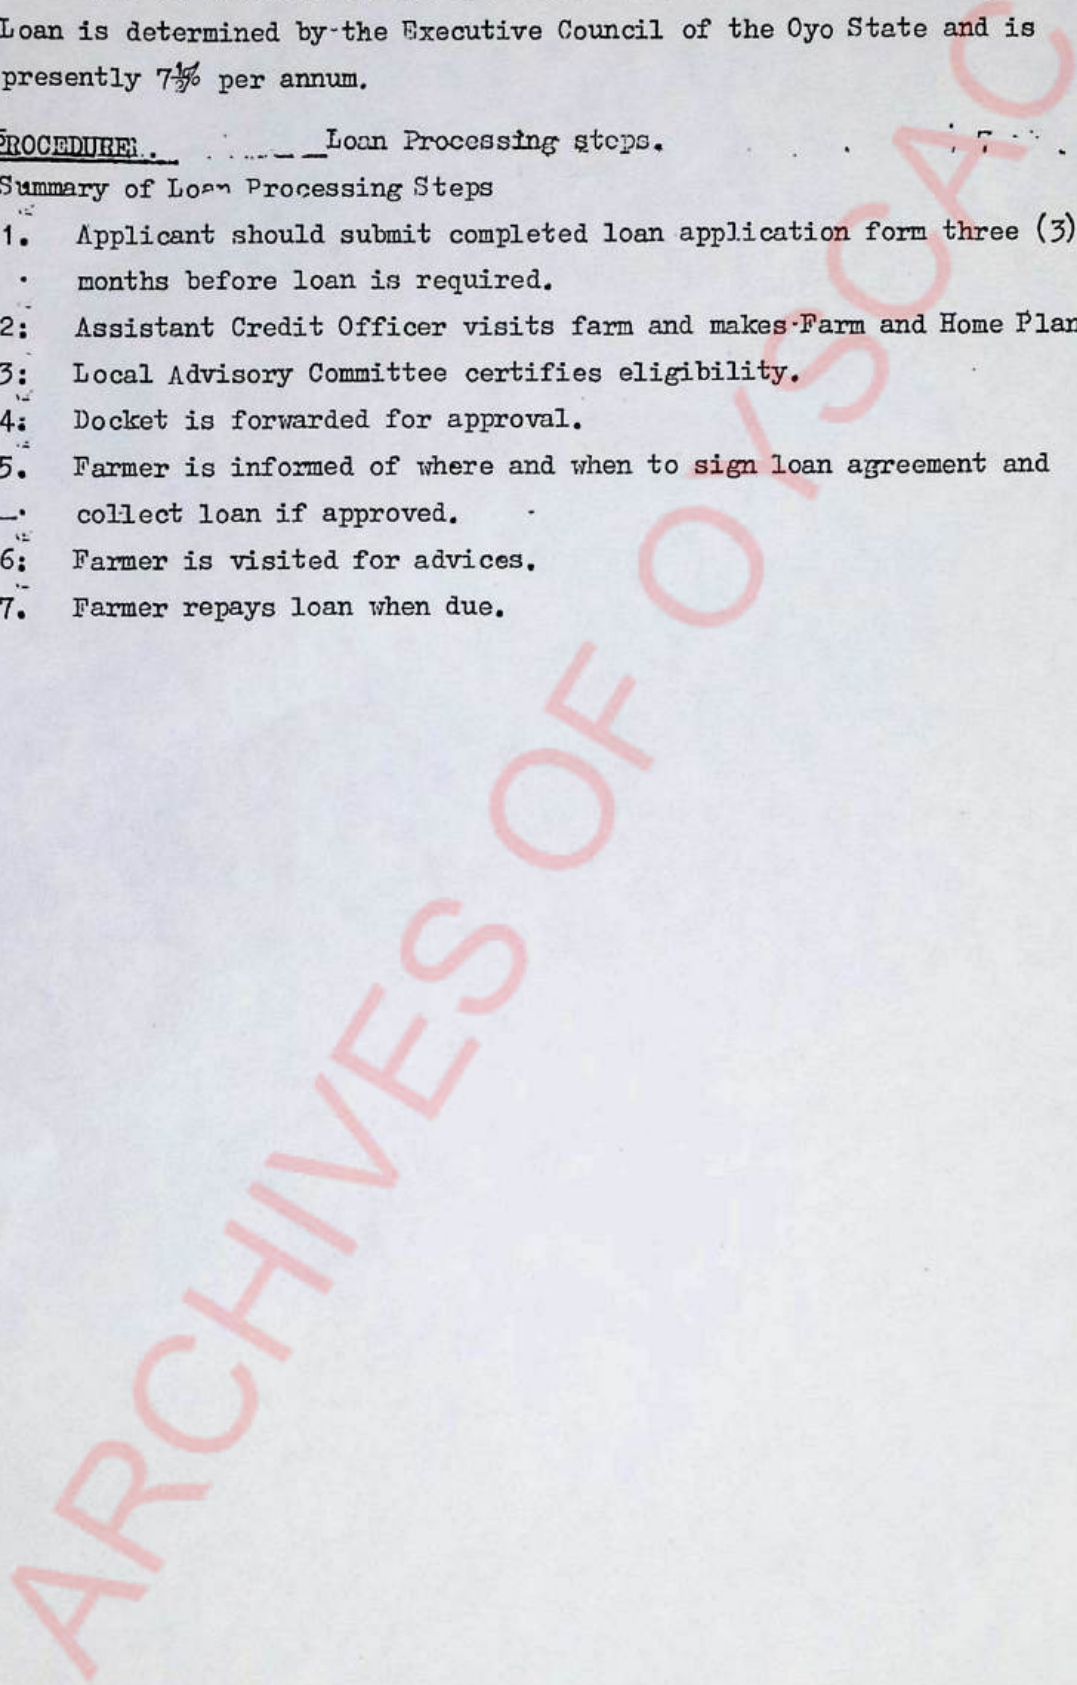 Loan is determined by the Executive Council of the Oyo State and is
presently 7½% per annum.
PROCEDURE: Loan Processing steps.
Summary of Loan Processing Steps
1. Applicant should submit completed loan application form three (3)
months before loan is required.
2: Assistant Credit Officer visits farm and makes Farm and Home Plan
3: Local Advisory Committee certifies eligibility.
4: Docket is forwarded for approval.
5. Farmer is informed of where and when to sign loan agreement and
collect loan if approved.
6: Farmer is visited for advices.
7. Farmer repays loan when due.
ARCHIVES OF OYSCAC